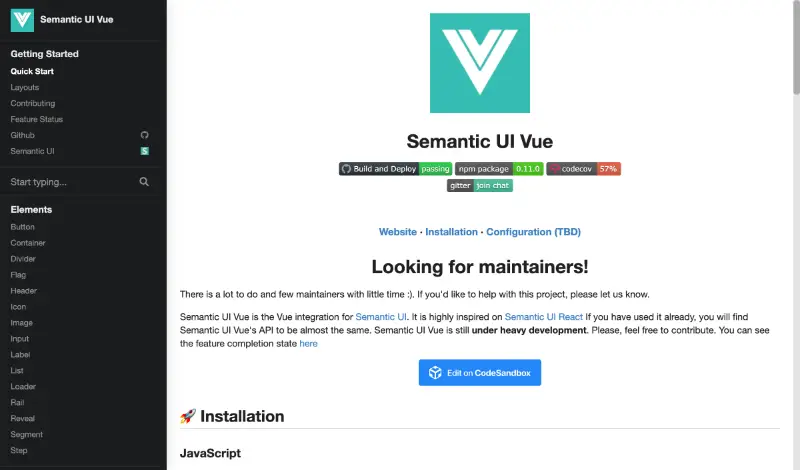 Semantic UI Vue
Getting Started
Quick Start
Layouts
Contributing
Feature Status
Github
Semantic UI
S
Start typing...
Elements
Button
Container
Divider
Flag
Header
Icon
Image
Input
Label
List
Loader
Rail
Reveal
Segment
Step
Semantic UI Vue
Build and Deploy passing npm package 0.11.0 codecov 57%
gitter join chat
Website · Installation · Configuration (TBD)
Looking for maintainers!
There is a lot to do and few maintainers with little time :). If you'd like to help with this project, please let us know.
Semantic UI Vue is the Vue integration for Semantic UI. It is highly inspired on Semantic UI React If you have used it already, you will find
Semantic UI Vue's API to be almost the same. Semantic UI Vue is still under heavy development. Please, feel free to contribute. You can see
the feature completion state here
Edit on CodeSandbox
🚀 Installation
JavaScript